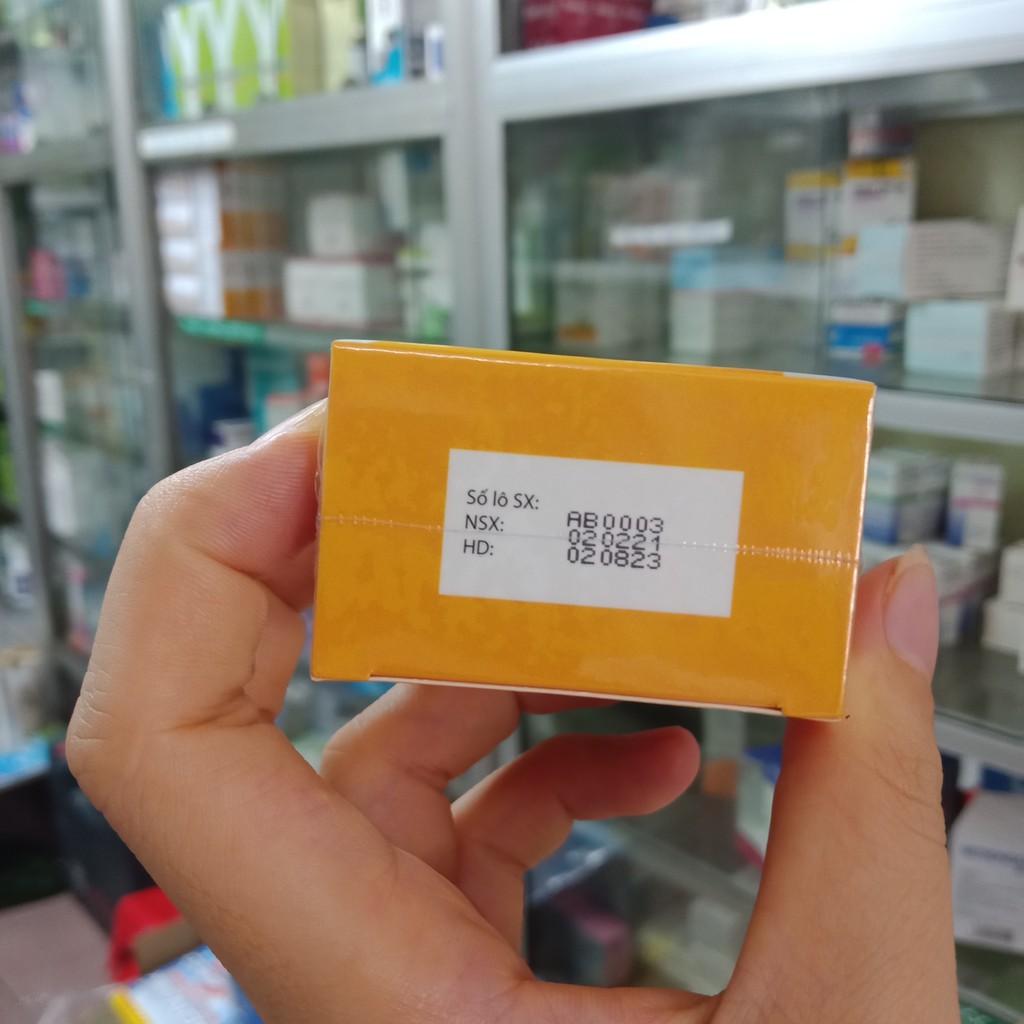 Số lô SX: AB0003
NSX: 020221
HD: 020823